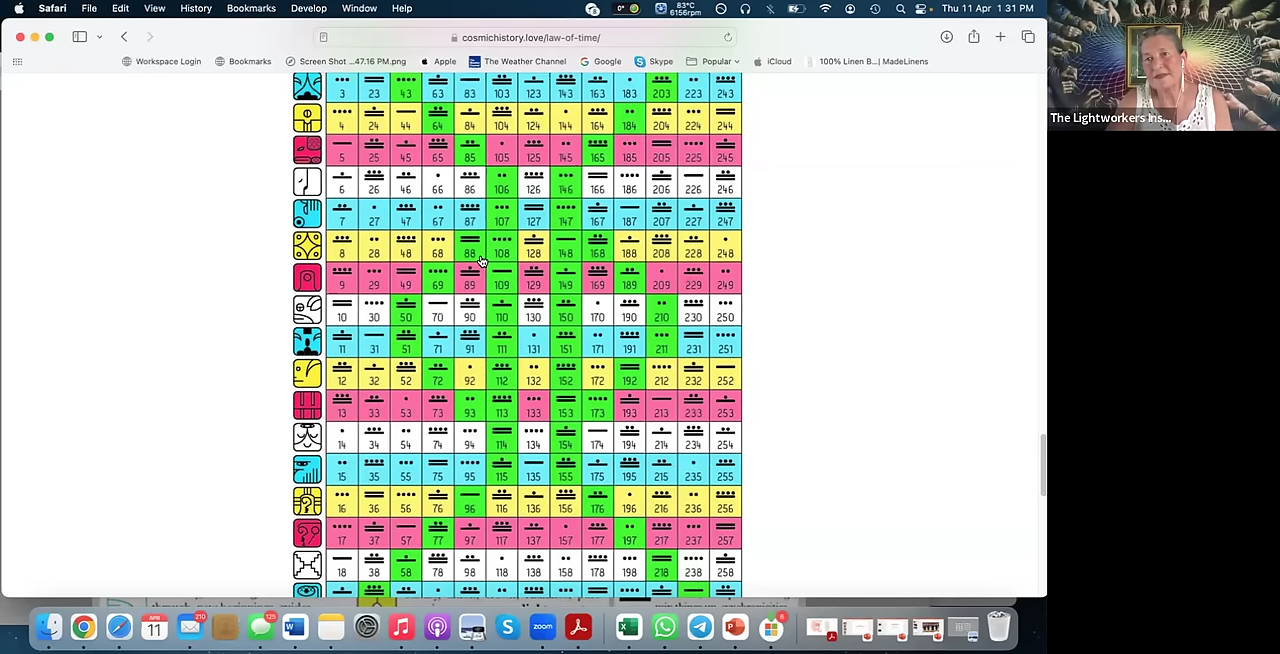 Safari File Edit View History Bookmarks Develop Window Help 83°C 6156rpm Thu 11 Apr 1:31 PM
cosmichistory.love/law-of-time/
Workspace Login Bookmarks Screen Shot ...47.16 PM.png Apple The Weather Channel Google Skype Popular iCloud 100% Linen B...| MadeLinens
The Lightworkers Ins...
3 23 43 63 83 103 123 143 163 183 203 223 243
4 24 44 64 84 104 124 144 164 184 204 224 244
5 25 45 65 85 105 125 145 165 185 205 225 245
6 26 46 66 86 106 126 146 166 186 206 226 246
7 27 47 67 87 107 127 147 167 187 207 227 247
8 28 48 68 88 108 128 148 168 188 208 228 248
9 29 49 69 89 109 129 149 169 189 209 229 249
10 30 50 70 90 110 130 150 170 190 210 230 250
11 31 51 71 91 111 131 151 171 191 211 231 251
12 32 52 72 92 112 132 152 172 192 212 232 252
13 33 53 73 93 113 133 153 173 193 213 233 253
14 34 54 74 94 114 134 154 174 194 214 234 254
15 35 55 75 95 115 135 155 175 195 215 235 255
16 36 56 76 96 116 136 156 176 196 216 236 256
17 37 57 77 97 117 137 157 177 197 217 237 257
18 38 58 78 98 118 138 158 178 198 218 238 258
APR 11 210 125 zoom